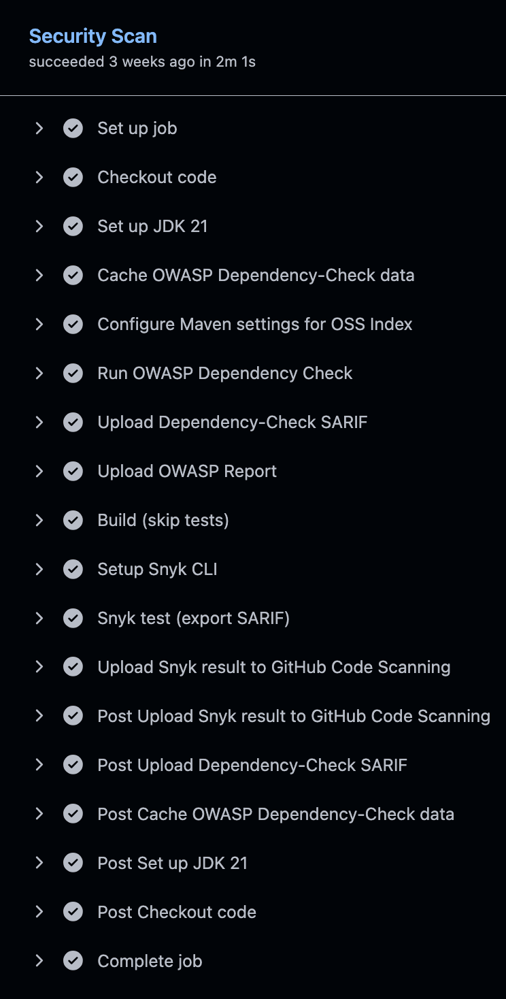 Security Scan
succeeded 3 weeks ago in 2m 1s
Set up job
Checkout code
Set up JDK 21
Cache OWASP Dependency-Check data
Configure Maven settings for OSS Index
Run OWASP Dependency Check
Upload Dependency-Check SARIF
Upload OWASP Report
Build (skip tests)
Setup Snyk CLI
Snyk test (export SARIF)
Upload Snyk result to GitHub Code Scanning
Post Upload Snyk result to GitHub Code Scanning
Post Upload Dependency-Check SARIF
Post Cache OWASP Dependency-Check data
Post Set up JDK 21
Post Checkout code
Complete job